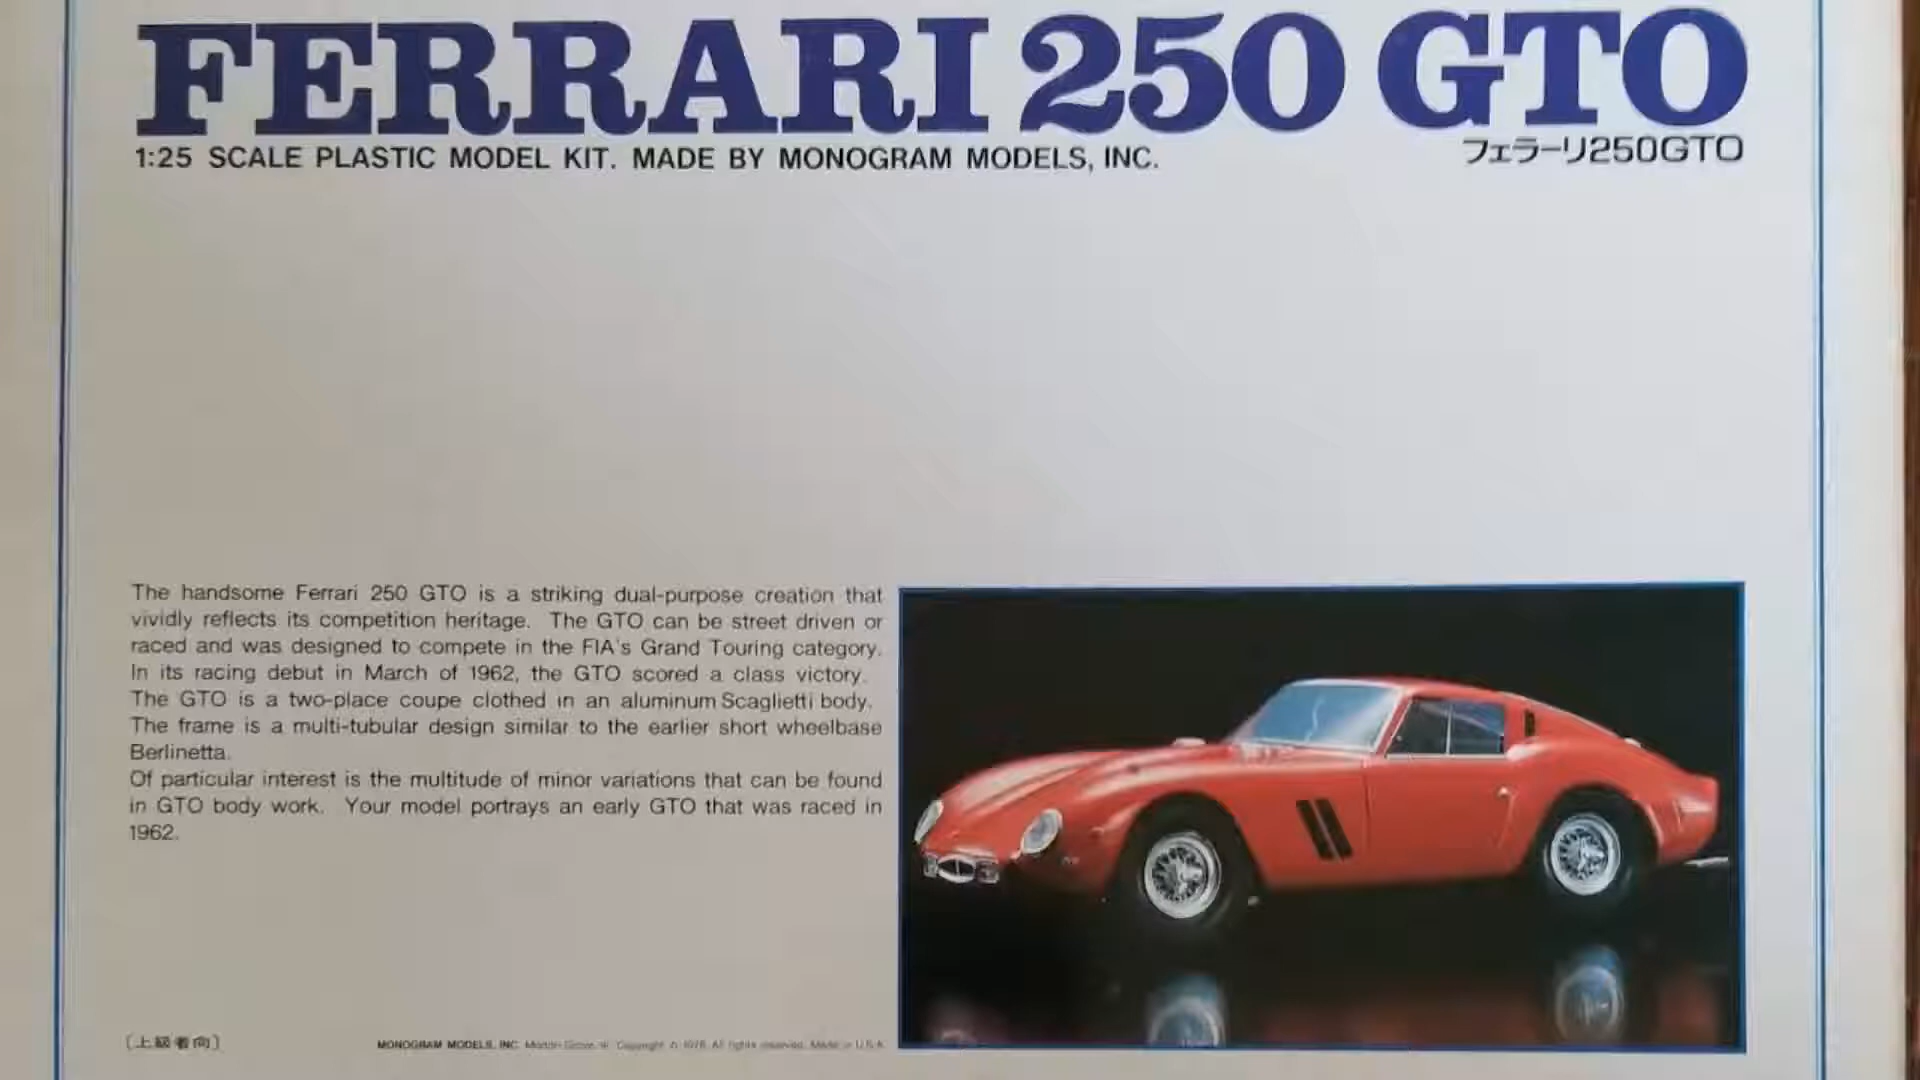 FERRARI 250 GTO
1:25 SCALE PLASTIC MODEL KIT. MADE BY MONOGRAM MODELS, INC.
フェラーリ250GTO
The handsome Ferrari 250 GTO is a striking dual-purpose creation that
vividly reflects its competition heritage. The GTO can be street driven or
raced and was designed to compete in the FIA's Grand Touring category.
In its racing debut in March of 1962, the GTO scored a class victory.
The GTO is a two-place coupe clothed in an aluminum Scaglietti body.
The frame is a multi-tubular design similar to the earlier short wheelbase
Berlinetta.
Of particular interest is the multitude of minor variations that can be found
in GTO body work. Your model portrays an early GTO that was raced in
1962.
〔上級者向〕
MONOGRAM MODELS, INC. Morton Grove, Copyright © All rights reserved. Made in U.S.A.